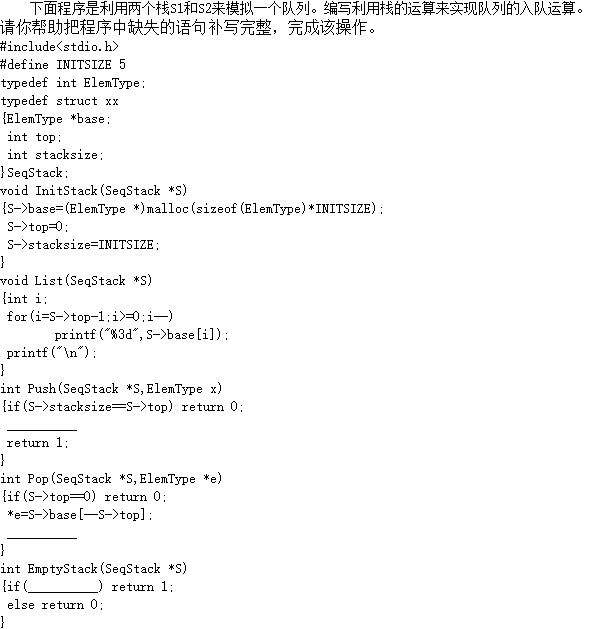 下面程序是利用两个栈S1和S2来模拟一个队列。编写利用栈的运算来实现队列的入队运算。
请你帮助把程序中缺失的语句补写完整，完成该操作。
#include<stdio.h>
#define INITSIZE 5
typedef int ElemType;
typedef struct xx
{ElemType *base;
int top;
int stacksize;
}SeqStack;
void InitStack(SeqStack *S)
{S->base=(ElemType *)malloc(sizeof(ElemType)*INITSIZE);
S->top=0;
S->stacksize=INITSIZE;
}
void List(SeqStack *S)
{int i;
for(i=S->top-1;i>=0;i--)
printf("%3d",S->base[i]);
printf("\n");
}
int Push(SeqStack *S,ElemType x)
{if(S->stacksize==S->top) return 0;
__________
return 1;
}
int Pop(SeqStack *S,ElemType *e)
{if(S->top==0) return 0;
*e=S->base[--S->top];
__________
}
int EmptyStack(SeqStack *S)
{if(__________) return 1;
else return 0;
}